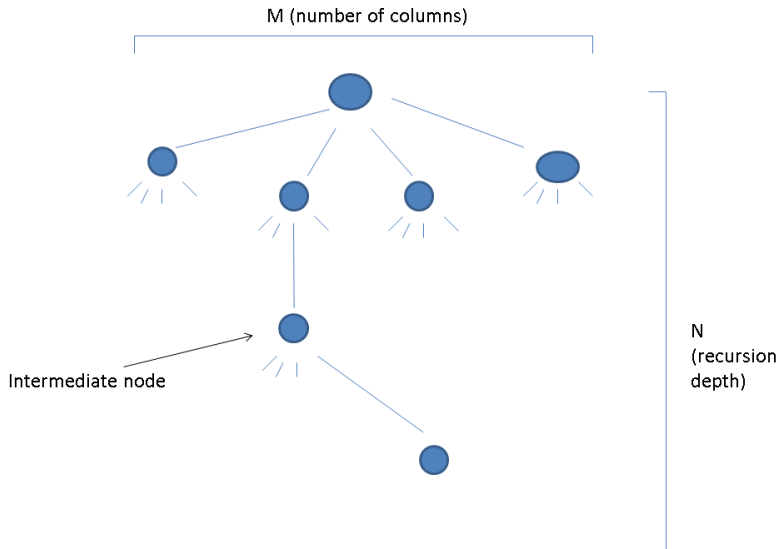 M (number of columns)
N
(recursion
depth)
Intermediate node